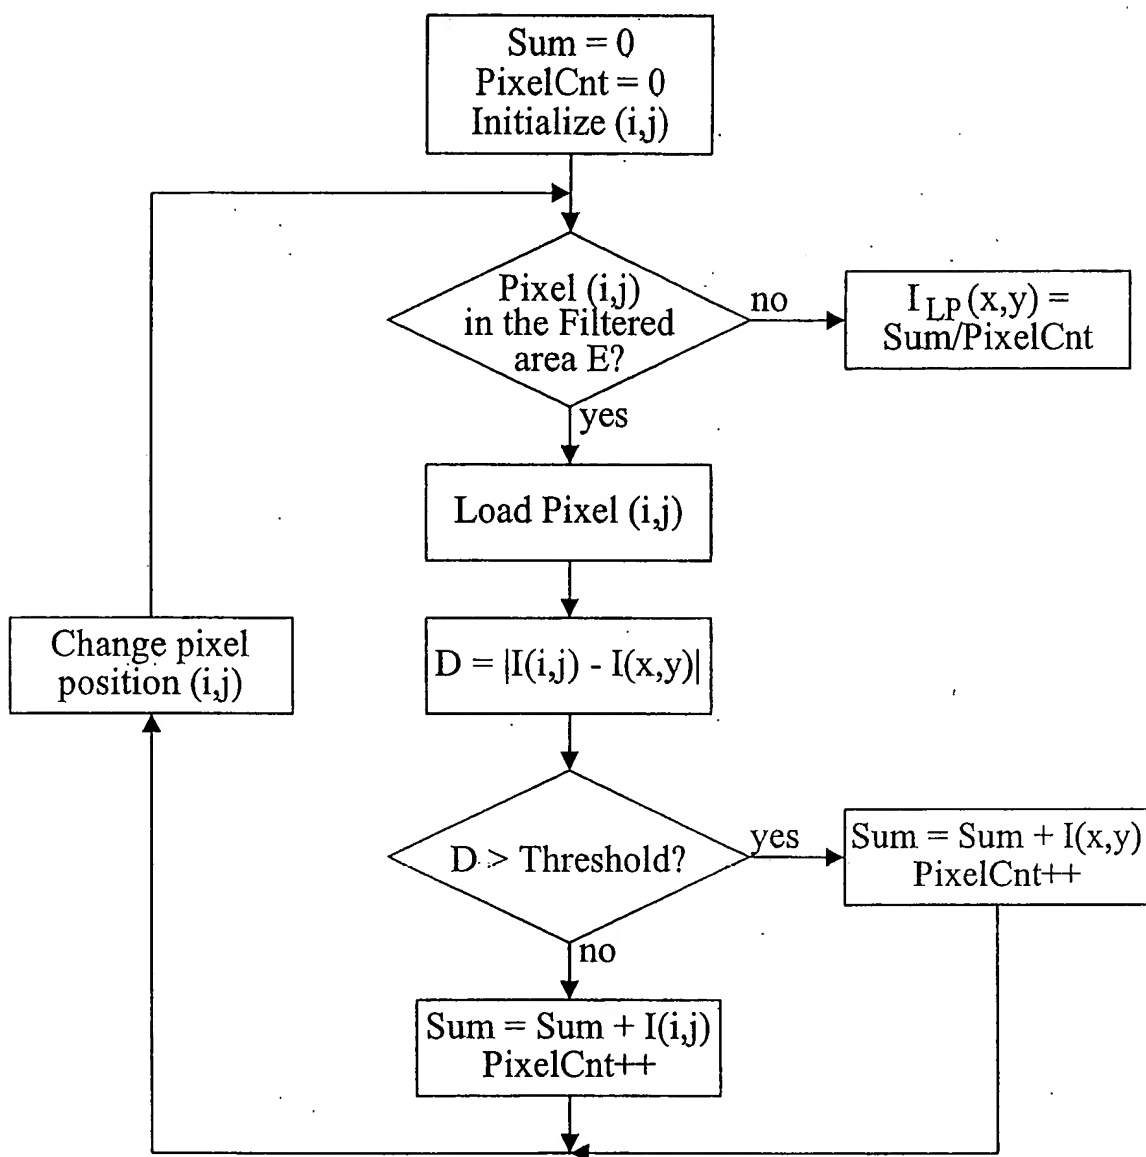 Sum = 0
PixelCnt = 0
Initialize (i,j)
Pixel (i,j)
in the Filtered
area E?
no
I LP (x,y) =
Sum/PixelCnt
yes
Load Pixel (i,j)
Change pixel
position (i,j)
D = |I(i,j) - I(x,y)|
D > Threshold?
yes
Sum = Sum + I(x,y)
PixelCnt++
no
Sum = Sum + I(i,j)
PixelCnt++